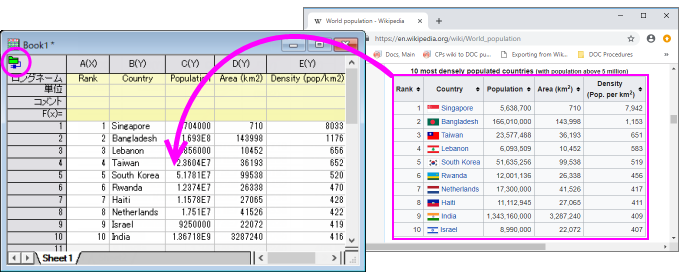 Book1 *
A(X) B(Y) C(Y) D(Y) E(Y)
ロングネーム Rank Country Population Area (km2) Density (pop/km2)
単位
コメント
F(x)=
1 1 Singapore 704000 710 8033
2 2 Bangladesh 1.693E8 143998 1176
3 3 Lebanon 856000 10452 656
4 4 Taiwan 2.3604E7 36193 652
5 5 South Korea 5.1781E7 99538 520
6 6 Rwanda 1.2374E7 26338 470
7 7 Haiti 1.1578E7 27065 428
8 8 Netherlands 1.751E7 41526 422
9 9 Israel 9250000 22072 419
10 10 India 1.36718E9 3287240 416
11
Sheet1
W World population - Wikipedia
https://en.wikipedia.org/wiki/World_population
Docs, Main CPs wiki to DOC pu... Exporting from Wik... DOC Procedures »
10 most densely populated countries (with population above 5 million)
Rank Country Population Area (km²) Density
(Pop. per km²)
1 Singapore 5,638,700 710 7,942
2 Bangladesh 166,010,000 143,998 1,153
3 Taiwan 23,577,488 36,193 651
4 Lebanon 6,093,509 10,452 583
5 South Korea 51,635,256 99,538 519
6 Rwanda 12,001,136 26,338 456
7 Netherlands 17,300,000 41,526 417
8 Haiti 11,112,945 27,065 411
9 India 1,343,160,000 3,287,240 409
10 Israel 8,990,000 22,072 407